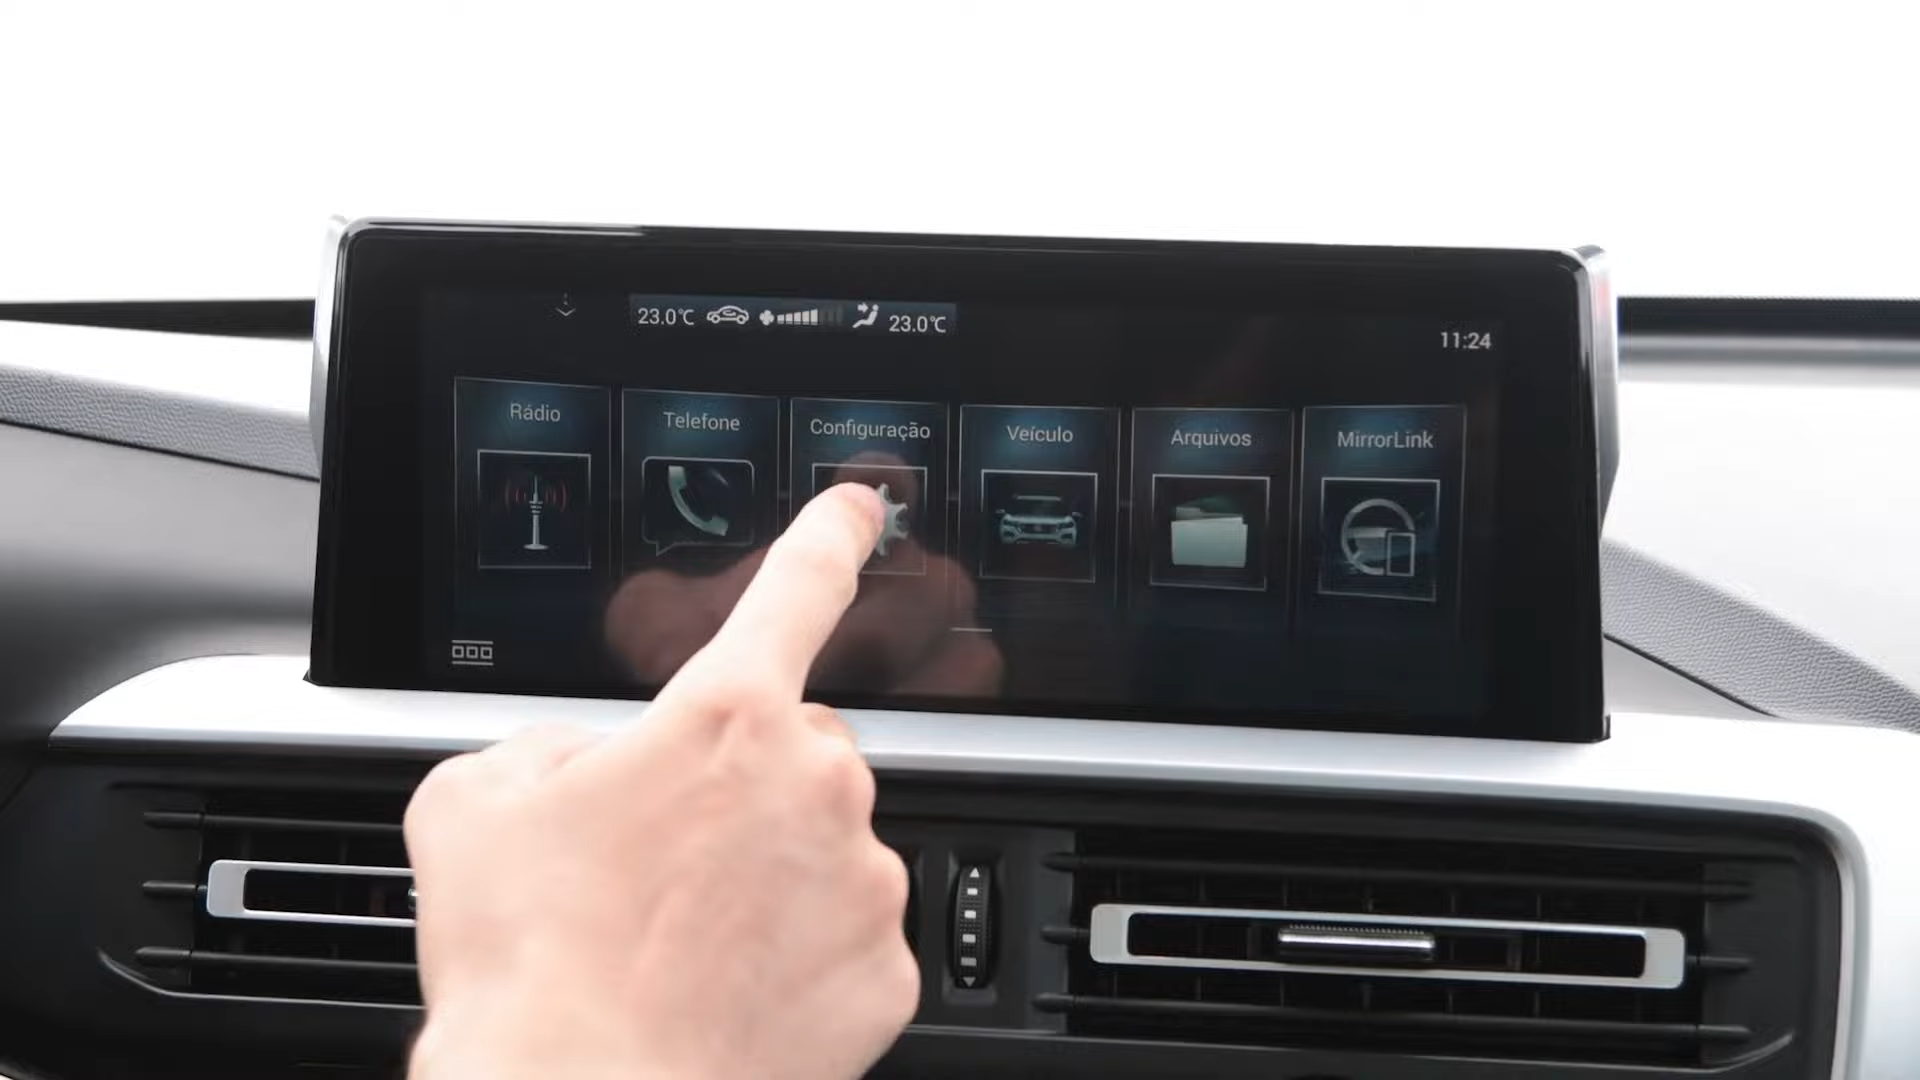 23.0℃ 23.0℃
11:24
Rádio Telefone Configuração Veículo Arquivos MirrorLink